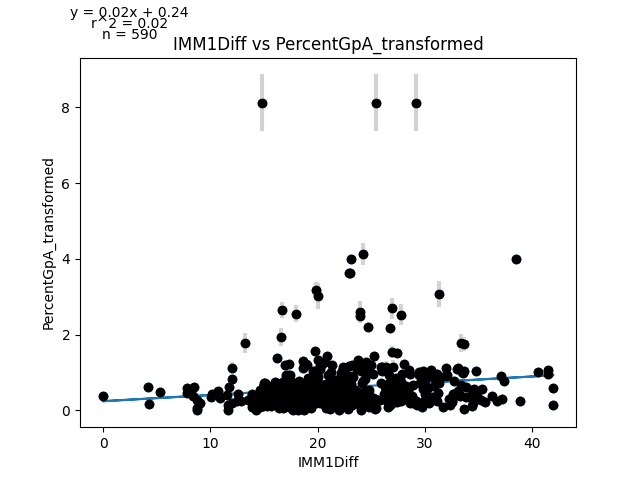 y = 0.02x + 0.24
r^2 = 0.02
n = 590
IMM1Diff vs PercentGpA_transformed
PercentGpA_transformed
8
6
4
2
0
0 10 20 30 40
IMM1Diff